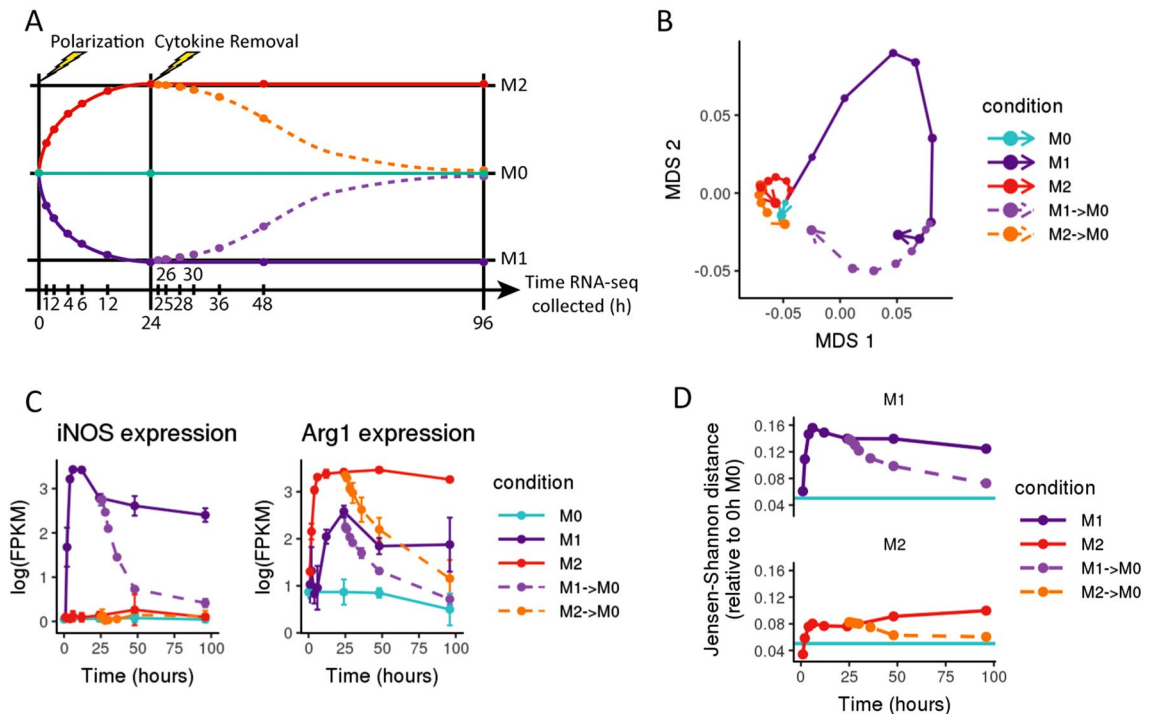 A
Polarization Cytokine Removal
M2
M0
M1
26 30
Time RNA-seq
collected (h)
1 2 4 6 12 25 28 36 48
0 24 96
B
MDS 2
0.05
0.00
-0.05
-0.05 0.00 0.05
MDS 1
condition
M0
M1
M2
M1->M0
M2->M0
C
iNOS expression
log(FPKM)
3
2
1
0
0 25 50 75 100
Time (hours)
Arg1 expression
log(FPKM)
3
2
1
0
0 25 50 75 100
Time (hours)
condition
M0
M1
M2
M1->M0
M2->M0
D
Jensen-Shannon distance
(relative to 0h M0)
M1
0.16
0.12
0.08
0.04
M2
0.16
0.12
0.08
0.04
0 25 50 75 100
Time (hours)
condition
M1
M2
M1->M0
M2->M0